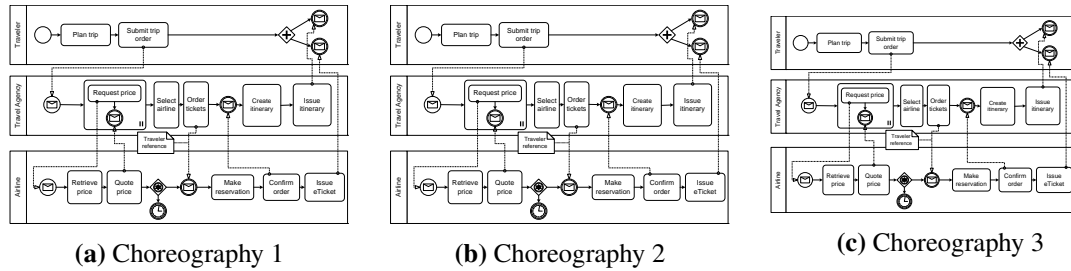 Traveler
Plan trip
Submit trip
order
Travel Agency
Request price
Select
airline
Order
tickets
Create
itinerary
Issue
itinerary
Traveler
reference
Airline
Retrieve
price
Quote
price
Make
reservation
Confirm
order
Issue
eTicket
(a) Choreography 1
Traveler
Plan trip
Submit trip
order
Travel Agency
Request price
Select
airline
Order
tickets
Create
itinerary
Issue
itinerary
Traveler
reference
Airline
Retrieve
price
Quote
price
Make
reservation
Confirm
order
Issue
eTicket
(b) Choreography 2
Traveler
Plan trip
Submit trip
order
Travel Agency
Request price
Select
airline
Order
tickets
Create
itinerary
Issue
itinerary
Traveler
reference
Airline
Retrieve
price
Quote
price
Make
reservation
Confirm
order
Issue
eTicket
(c) Choreography 3